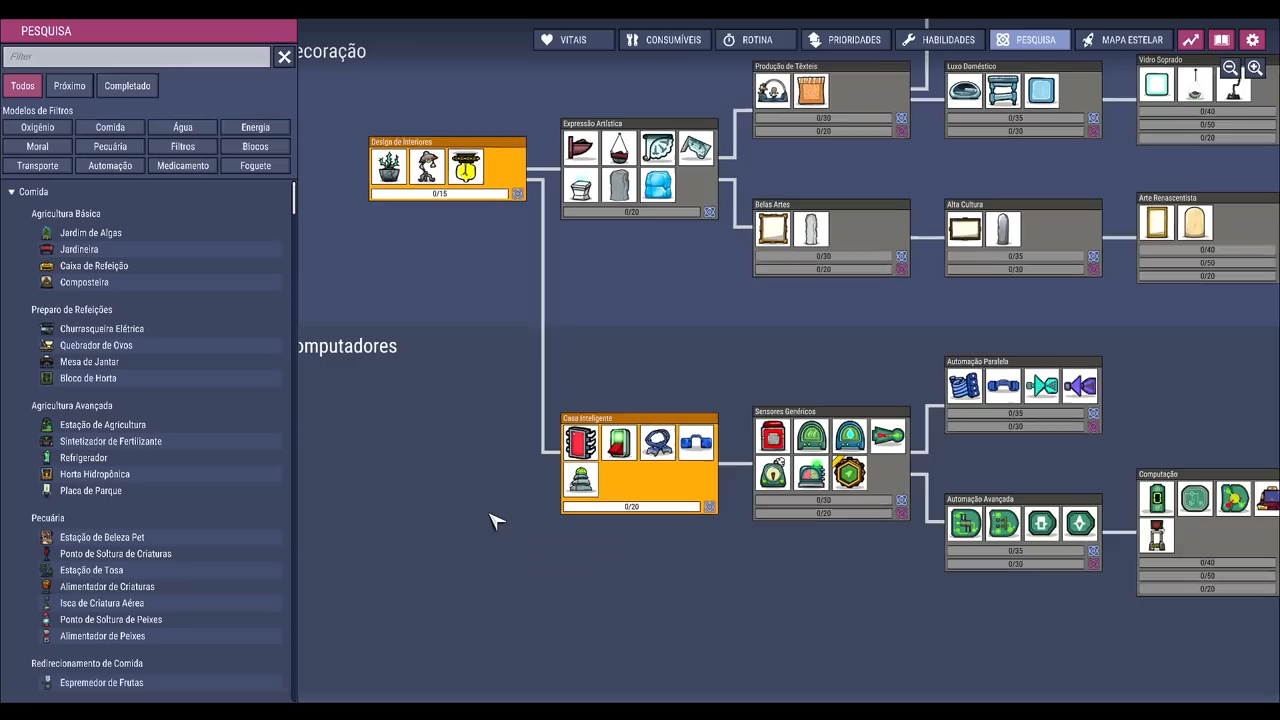 PESQUISA
Filter
Todos
Próximo
Completado
Modelos de Filtros
Oxigênio
Comida
Água
Energia
Moral
Pecuária
Filtros
Blocos
Transporte
Automação
Medicamento
Foguete
Comida
Agricultura Básica
Jardim de Algas
Jardineira
Caixa de Refeição
Composteira
Preparo de Refeições
Churrasqueira Elétrica
Quebrador de Ovos
Mesa de Jantar
Bloco de Horta
Agricultura Avançada
Estação de Agricultura
Sintetizador de Fertilizante
Refrigerador
Horta Hidropônica
Placa de Parque
Pecuária
Estação de Beleza Pet
Ponto de Soltura de Criaturas
Estação de Tosa
Alimentador de Criaturas
Isca de Criatura Aérea
Ponto de Soltura de Peixes
Alimentador de Peixes
Redirecionamento de Comida
Espremedor de Frutas
VITAIS
CONSUMÍVEIS
ROTINA
PRIORIDADES
HABILIDADES
PESQUISA
MAPA ESTELAR
ecoração
Design de Interiores
0/15
Expressão Artística
0/20
Produção de Têxteis
0/30
0/20
Luxo Doméstico
0/35
0/30
Vidro Soprado
0/40
0/50
0/20
Belas Artes
0/30
0/20
Alta Cultura
0/35
0/30
Arte Renascentista
0/40
0/50
0/20
omputadores
Casa Inteligente
0/20
Sensores Genéricos
0/30
0/20
Automação Paralela
0/35
0/30
Automação Avançada
0/35
0/30
Computação
0/40
0/50
0/20